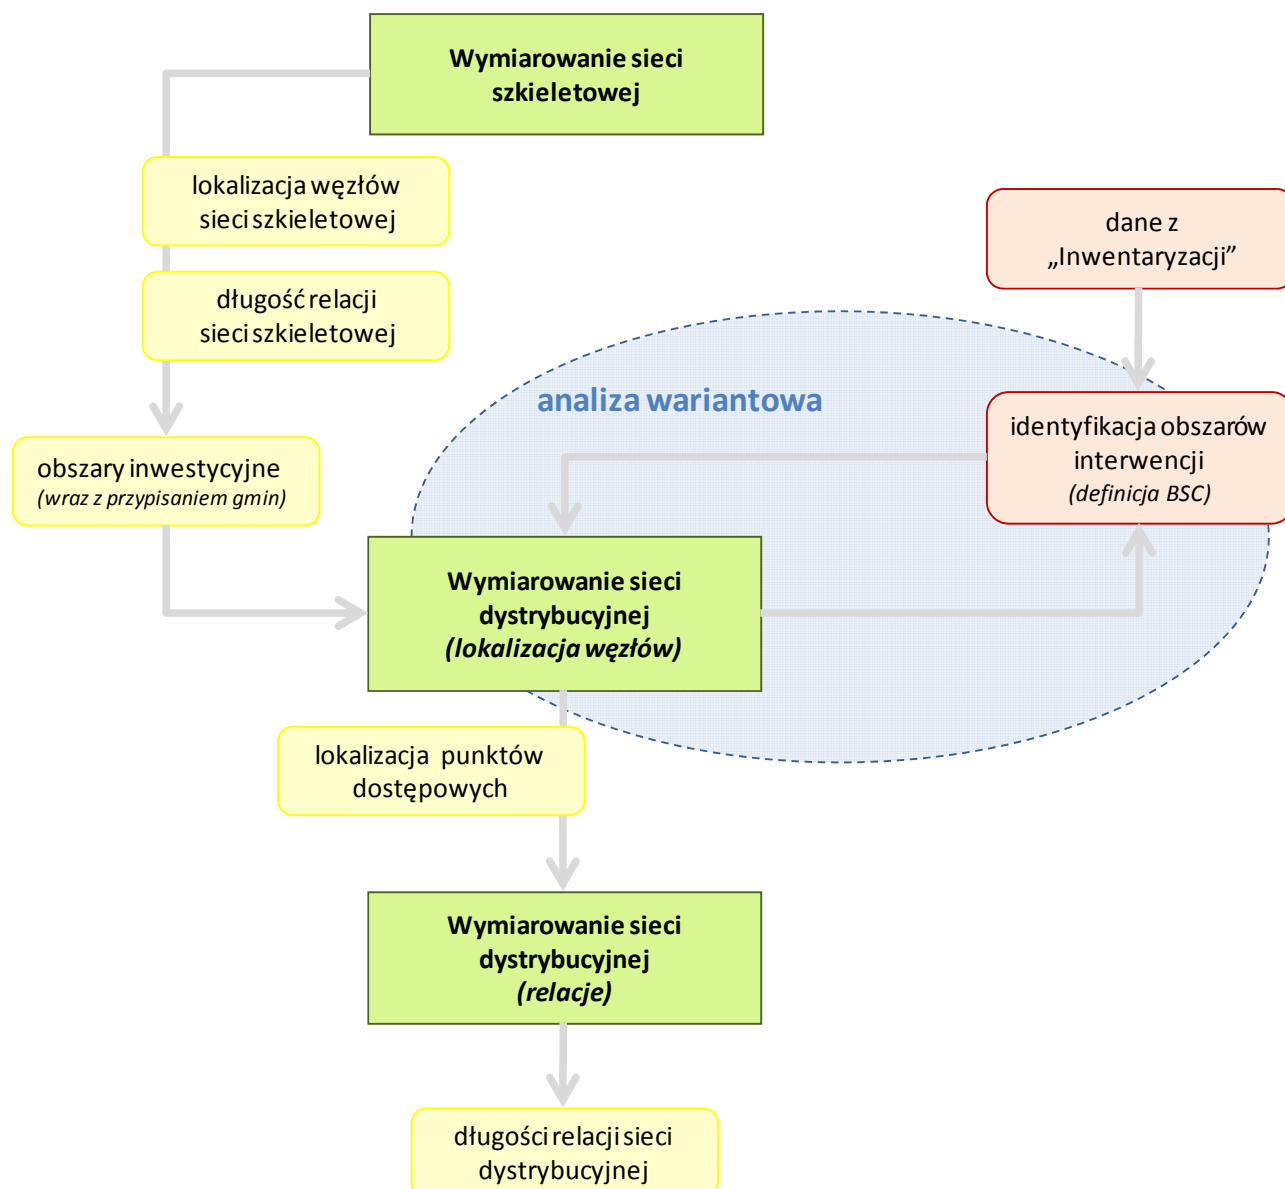 Wymiarowanie sieci
szkieletowej
lokalizacja węzłów
sieci szkieletowej
dane z
„Inwentaryzacji”
długość relacji
sieci szkieletowej
analiza wariantowa
identyfikacja obszarów
interwencji
(definicja BSC)
obszary inwestycyjne
(wraz z przypisaniem gmin)
Wymiarowanie sieci
dystrybucyjnej
(lokalizacja węzłów)
lokalizacja punktów
dostępowych
Wymiarowanie sieci
dystrybucyjnej
(relacje)
długości relacji sieci
dystrybucyjnej